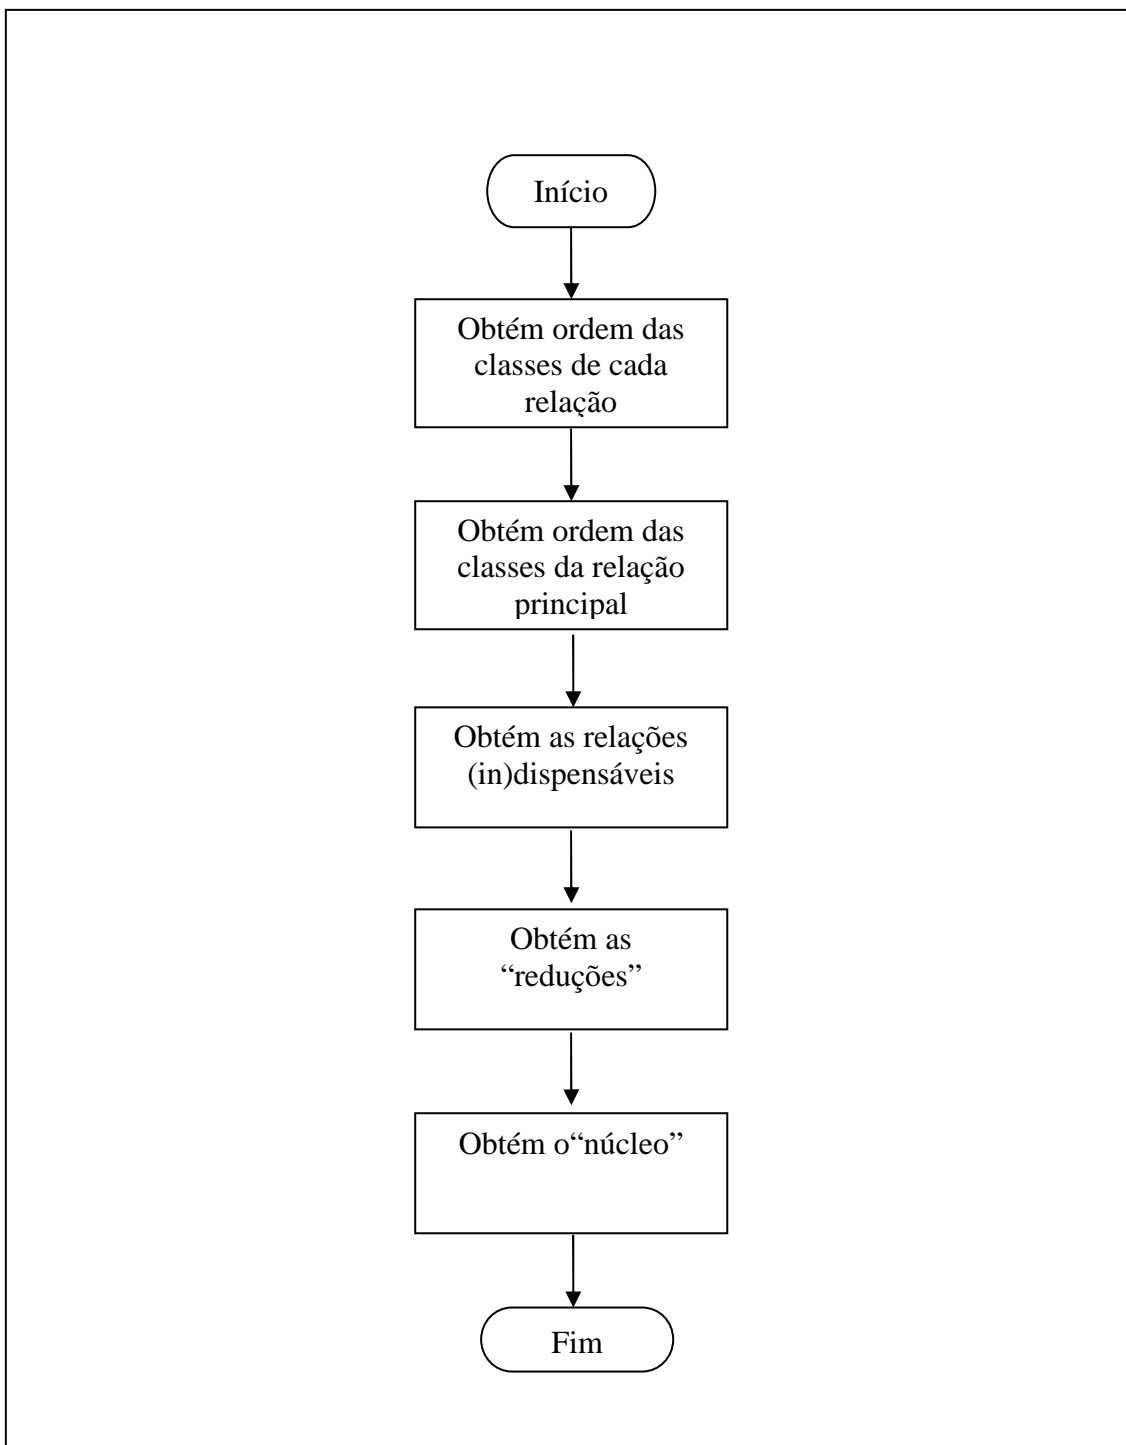 Início
Obtém ordem das
classes de cada
relação
Obtém ordem das
classes da relação
principal
Obtém as relações
(in)dispensáveis
Obtém as
“reduções”
Obtém o“núcleo”
Fim